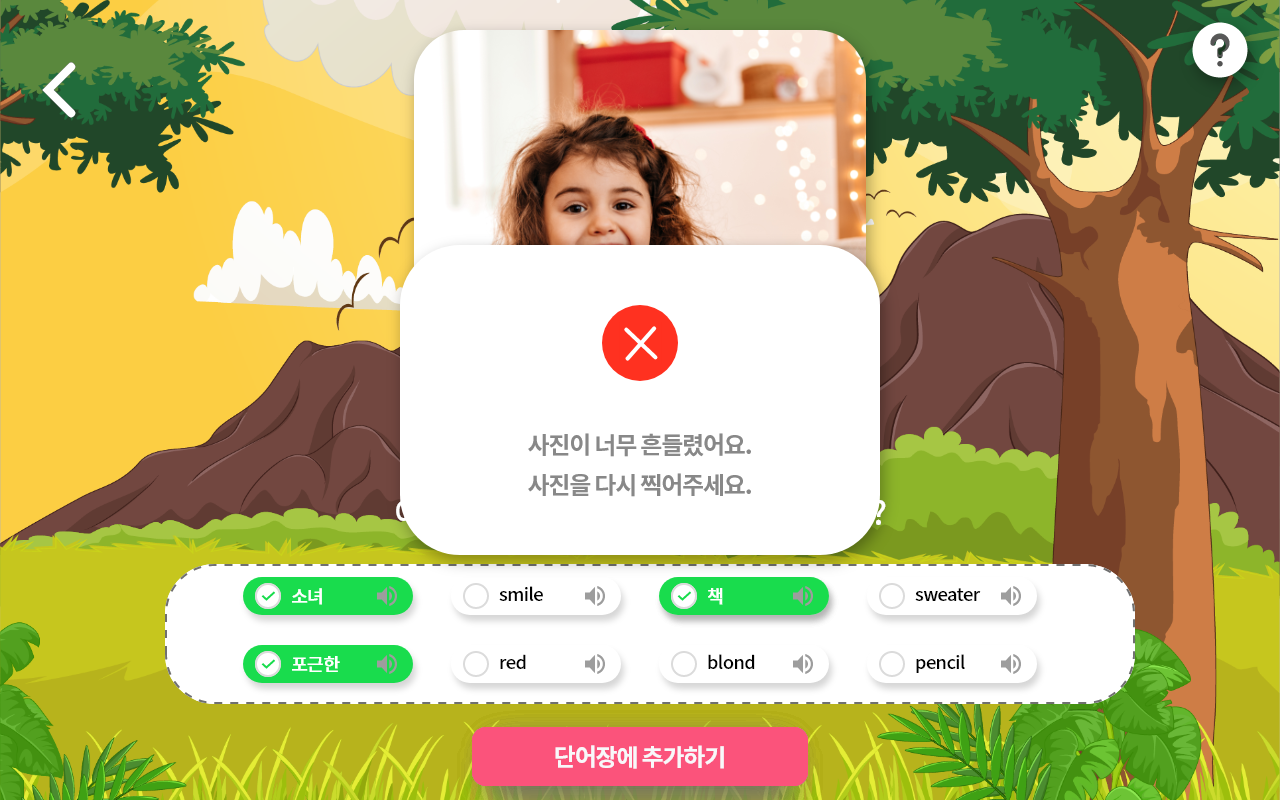 사진이 너무 흔들렸어요.
사진을 다시 찍어주세요.
?
소녀
smile
책
sweater
포근한
red
blond
pencil
단어장에 추가하기